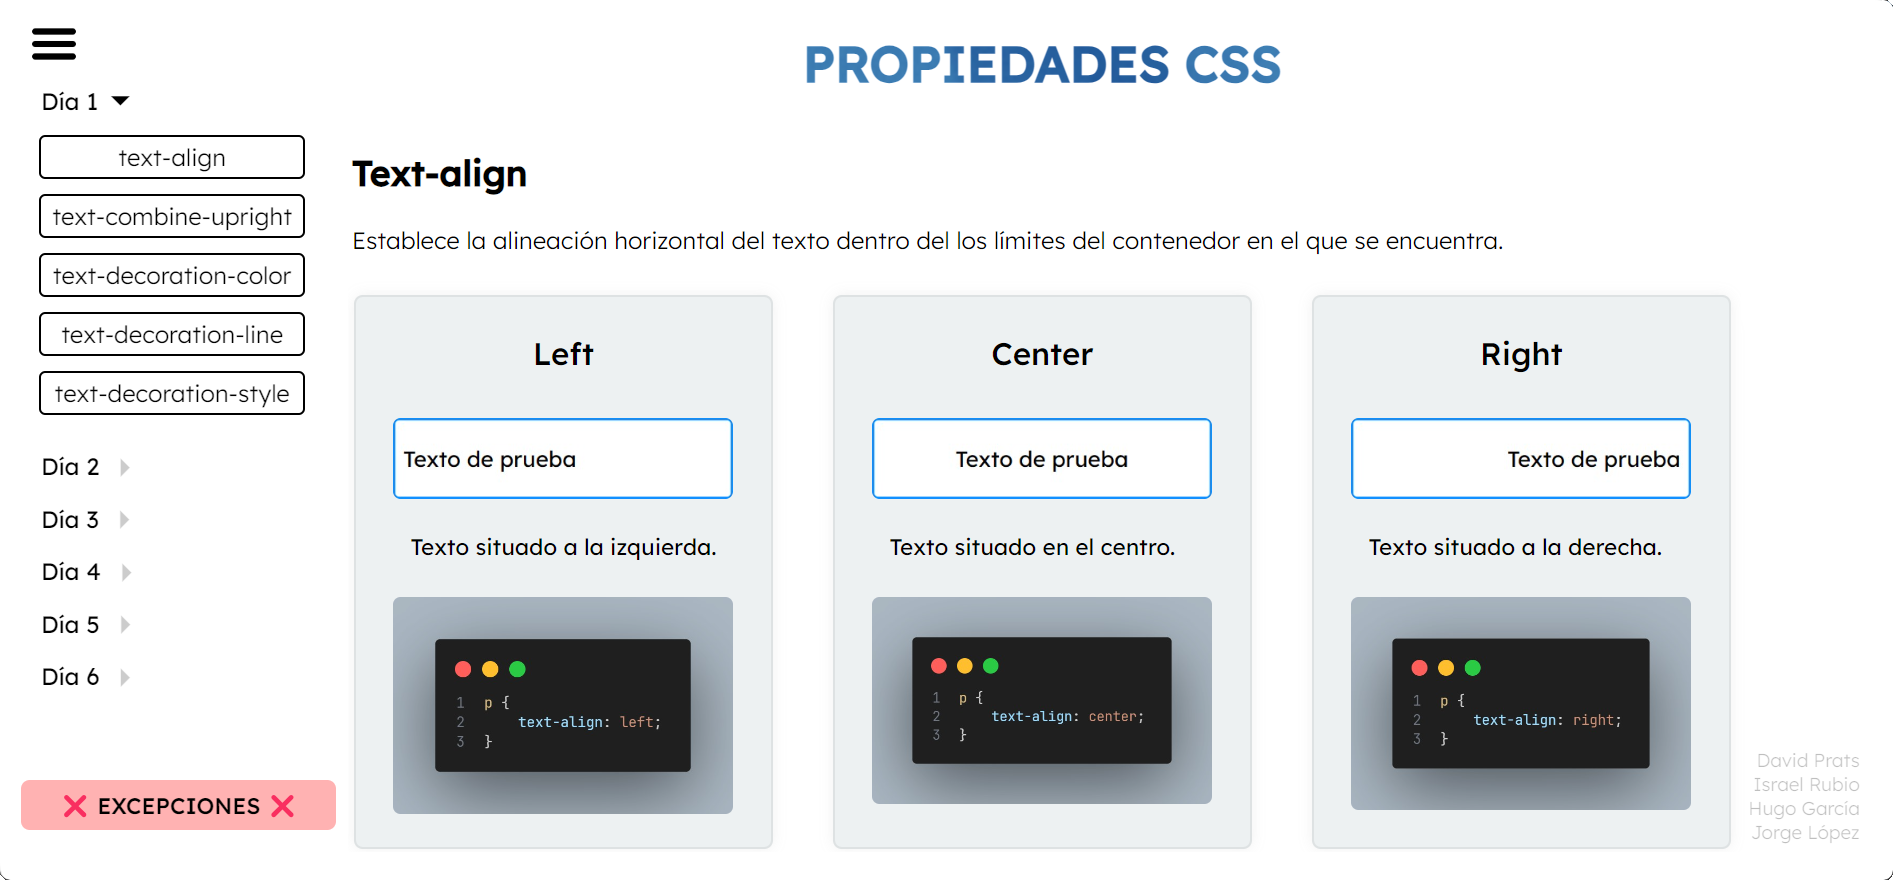 PROPIEDADES CSS
Día 1
text-align
text-combine-upright
text-decoration-color
text-decoration-line
text-decoration-style
Día 2
Día 3
Día 4
Día 5
Día 6
❌ EXCEPCIONES ❌
Text-align
Establece la alineación horizontal del texto dentro del los límites del contenedor en el que se encuentra.
Left
Texto de prueba
Texto situado a la izquierda.
1 p {
2 text-align: left;
3 }
Center
Texto de prueba
Texto situado en el centro.
1 p {
2 text-align: center;
3 }
Right
Texto de prueba
Texto situado a la derecha.
1 p {
2 text-align: right;
3 }
David Prats
Israel Rubio
Hugo García
Jorge López